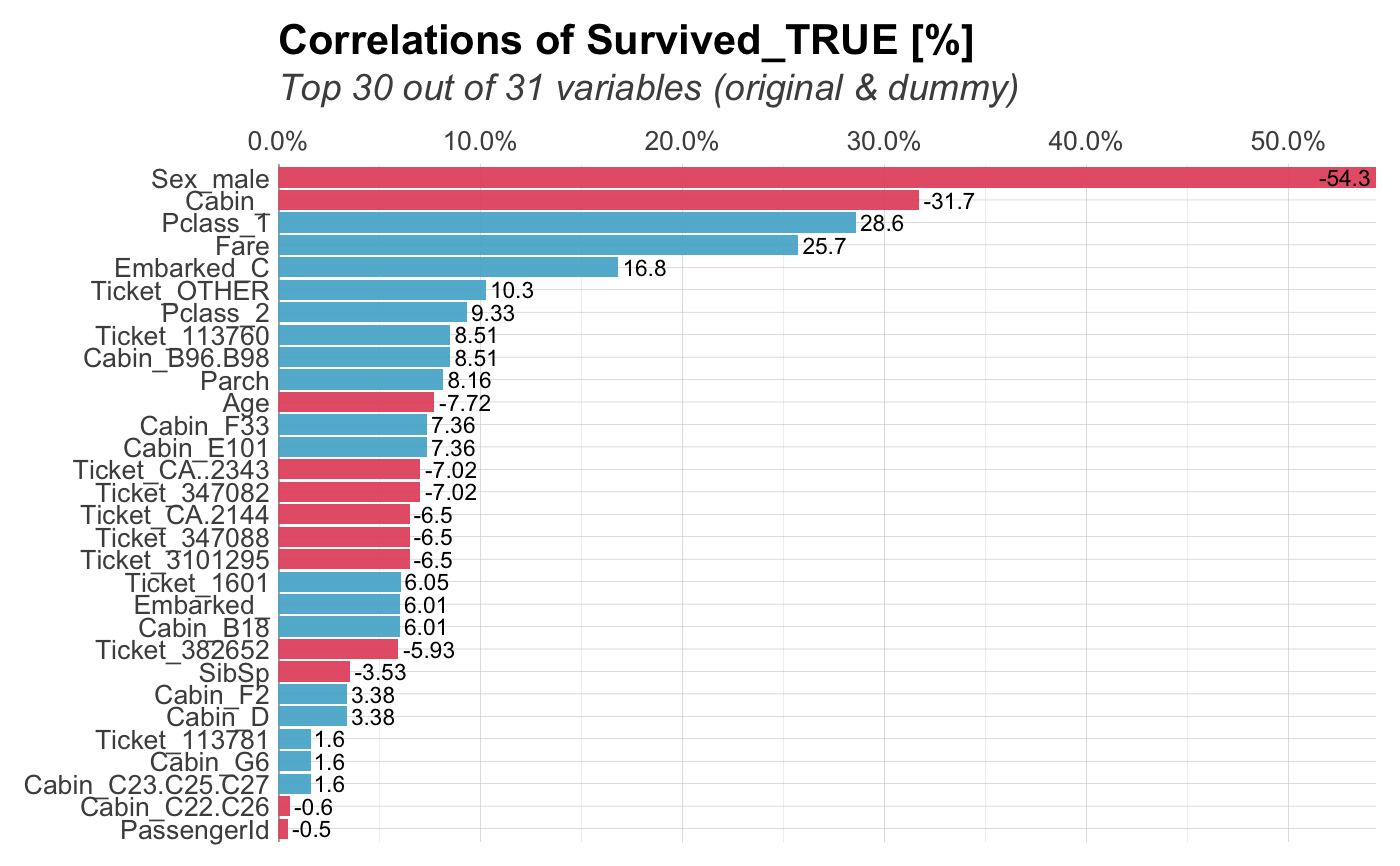 Correlations of Survived_TRUE [%]
Top 30 out of 31 variables (original & dummy)
0.0% 10.0% 20.0% 30.0% 40.0% 50.0%
Sex_male -54.3
Cabin_ -31.7
Pclass_1 28.6
Fare 25.7
Embarked_C 16.8
Ticket_OTHER 10.3
Pclass_2 9.33
Ticket_113760 8.51
Cabin_B96.B98 8.51
Parch 8.16
Age -7.72
Cabin_F33 7.36
Cabin_E101 7.36
Ticket_CA..2343 -7.02
Ticket_347082 -7.02
Ticket_CA.2144 -6.5
Ticket_347088 -6.5
Ticket_3101295 -6.5
Ticket_1601 6.05
Embarked_ 6.01
Cabin_B18 6.01
Ticket_382652 -5.93
SibSp -3.53
Cabin_F2 3.38
Cabin_D 3.38
Ticket_113781 1.6
Cabin_G6 1.6
Cabin_C23.C25.C27 1.6
Cabin_C22.C26 -0.6
PassengerId -0.5